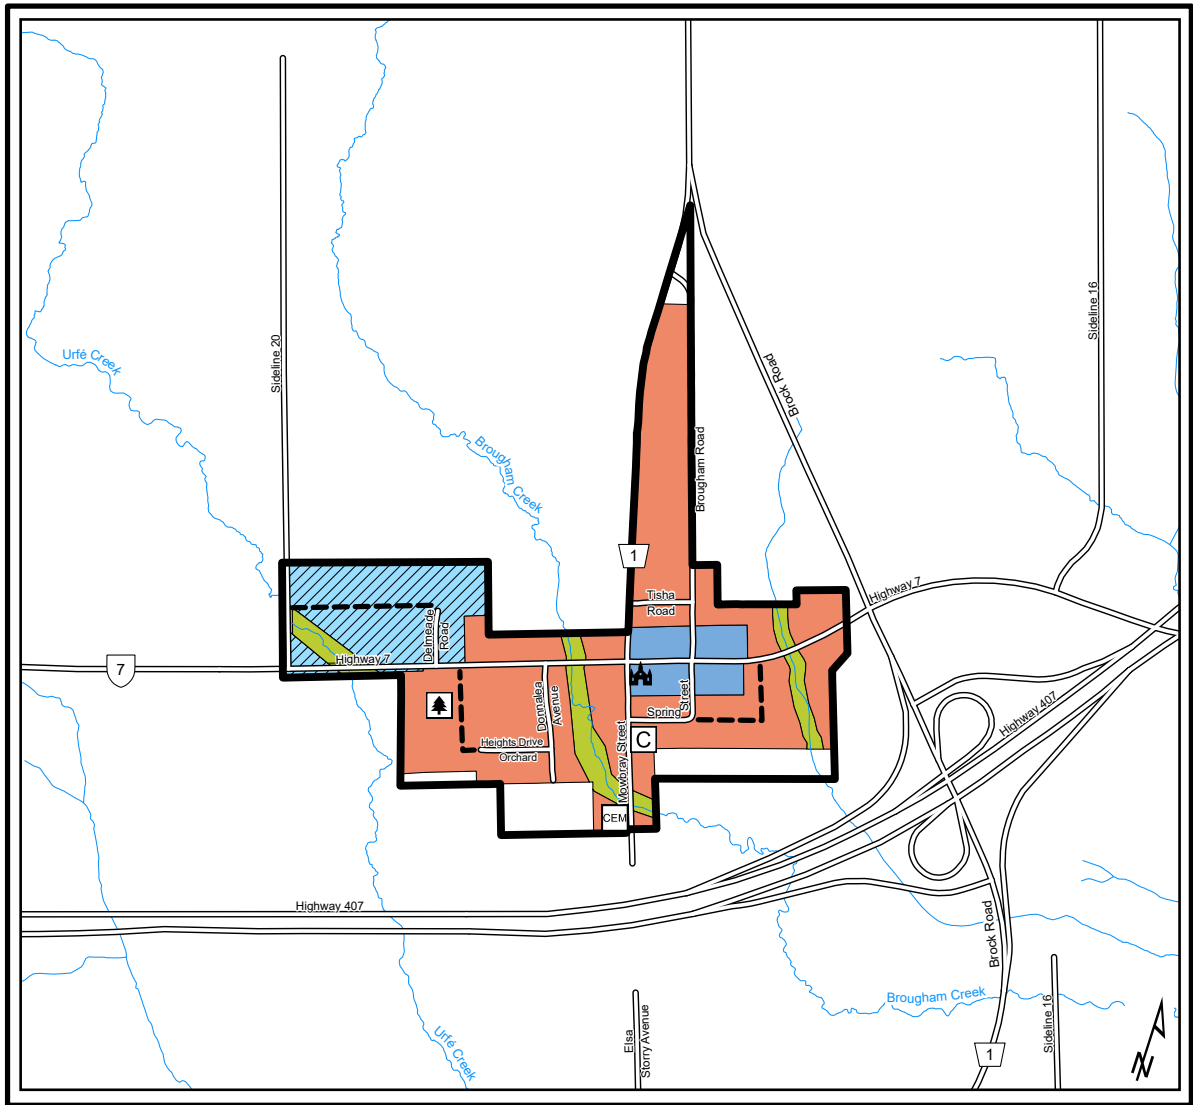 Sideline 16
Sideline 20
Urfé Creek
Brock Road
Brougham Creek
Brougham Road
1
Highway 7
Tisha
Road
Delmeade
Road
Highway 7
7
Donnalea
Avenue
Spring
Street
Highway 407
Heights Drive
Orchard
Mowbray Street
C
CEM
Highway 407
Brock Road
Brougham Creek
Sideline 16
Elsa
Storry Avenue
Urfé Creek
1
N